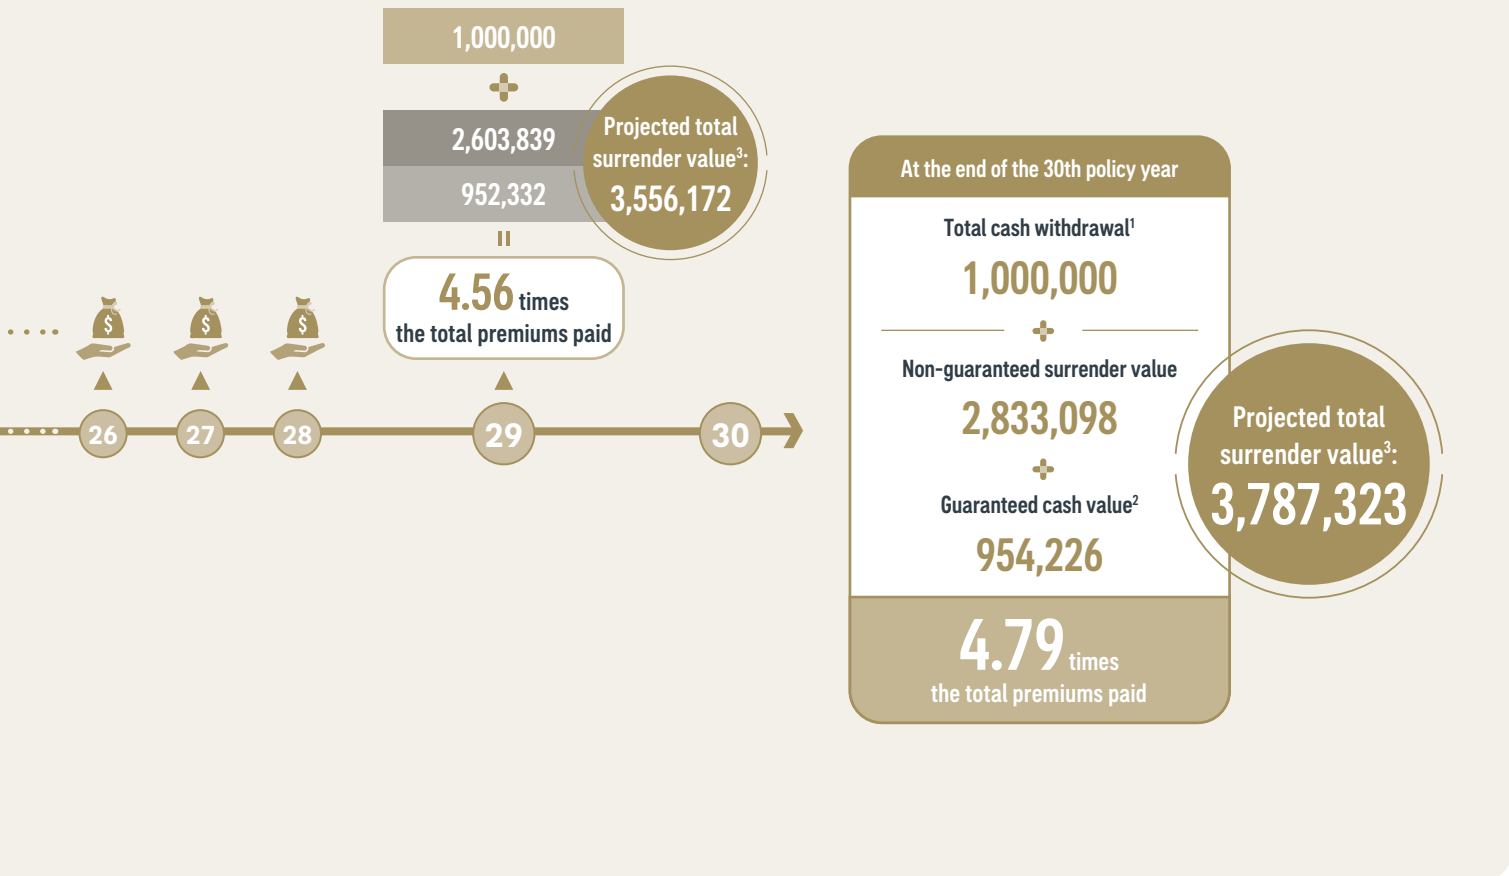 1,000,000
2,603,839
952,332
Projected total
surrender value³:
3,556,172
4.56 times
the total premiums paid
$ $ $
26 27 28 29 30
At the end of the 30th policy year
Total cash withdrawal¹
1,000,000
Non-guaranteed surrender value
2,833,098
Guaranteed cash value²
954,226
Projected total
surrender value³:
3,787,323
4.79 times
the total premiums paid